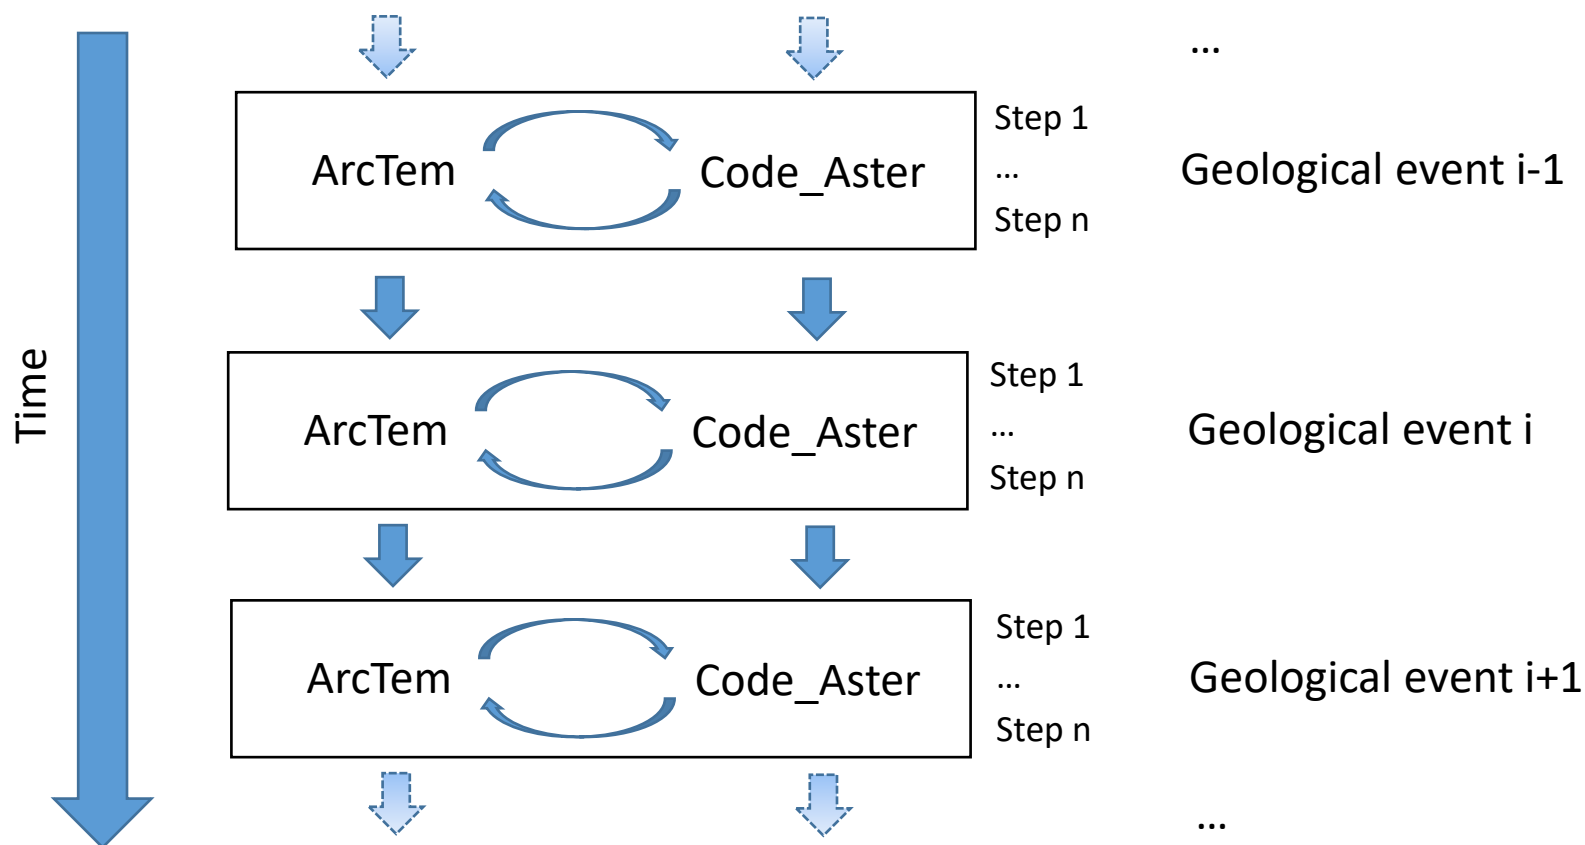 ...
Step 1
ArcTem
Code_Aster
...
Geological event i-1
Step n
Time
Step 1
ArcTem
Code_Aster
...
Geological event i
Step n
Step 1
ArcTem
Code_Aster
...
Geological event i+1
Step n
...